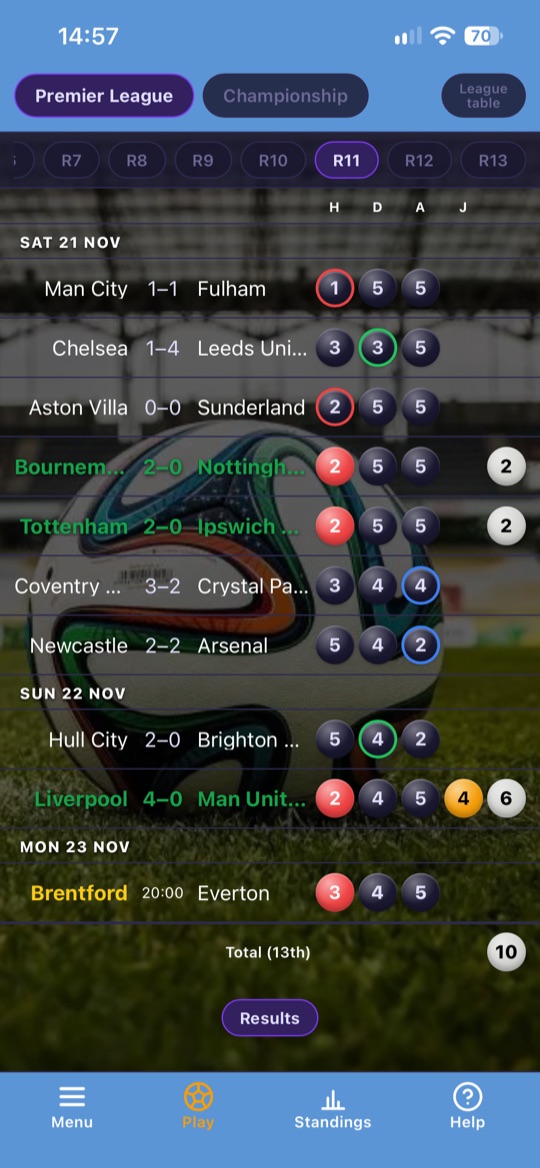 14:57 70
Premier League Championship League table
R7 R8 R9 R10 R11 R12 R13
H D A J
SAT 21 NOV
Man City 1–1 Fulham 1 5 5
Chelsea 1–4 Leeds Uni... 3 3 5
Aston Villa 0–0 Sunderland 2 5 5
Bournem... 2–0 Nottingh... 2 5 5 2
Tottenham 2–0 Ipswich ... 2 5 5 2
Coventry ... 3–2 Crystal Pa... 3 4 4
Newcastle 2–2 Arsenal 5 4 2
SUN 22 NOV
Hull City 2–0 Brighton ... 5 4 2
Liverpool 4–0 Man Unit... 2 4 5 4 6
MON 23 NOV
Brentford 20:00 Everton 3 4 5
Total (13th) 10
Results
Menu Play Standings Help